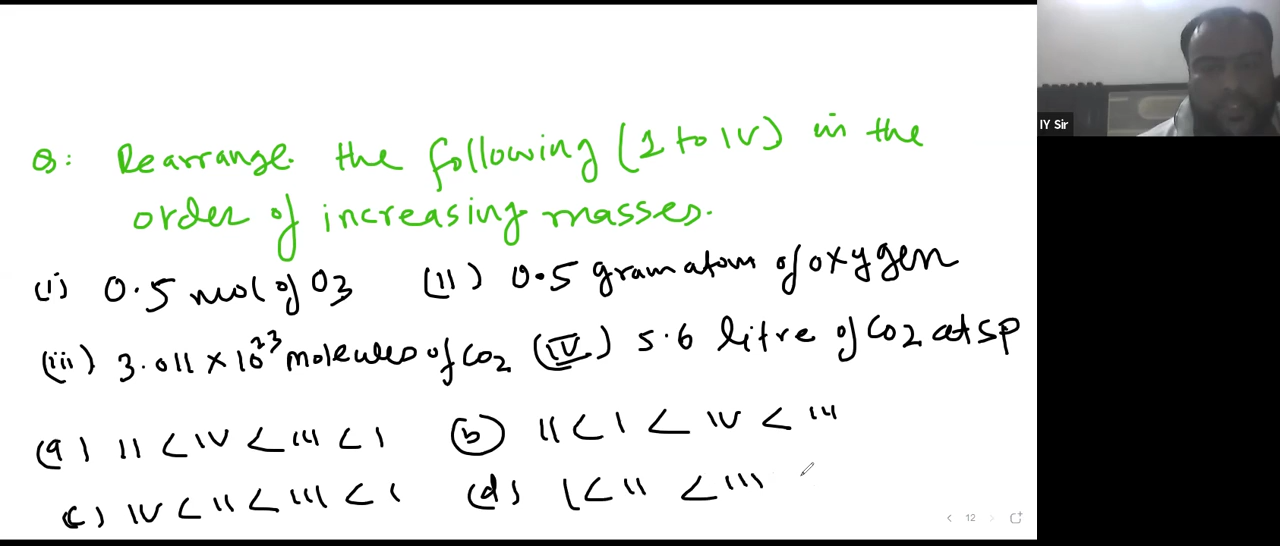 IY Sir
Q: Rearrange the following (1 to IV) in the
order of increasing masses.
(i) 0.5 mol of O3 (II) 0.5 gram atom of oxygen
(iii) 3.011 × 10^23 molecules of CO2 (IV) 5.6 litre of CO2 at SP
(a) II < IV < III < I (b) II < I < IV < III
(c) IV < II < III < I (d) I < II < III
12